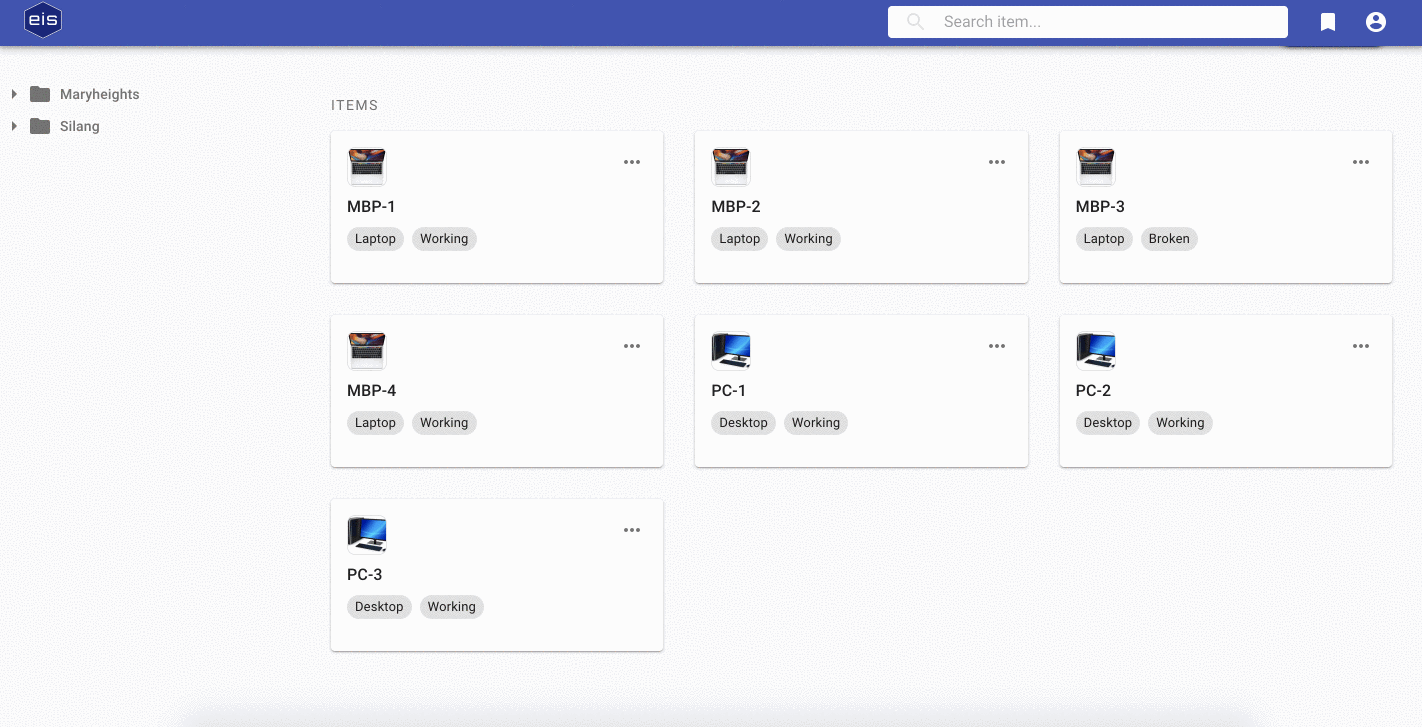 eis
Search item...
Maryheights
Silang
ITEMS
MBP-1
Laptop Working
MBP-2
Laptop Working
MBP-3
Laptop Broken
MBP-4
Laptop Working
PC-1
Desktop Working
PC-2
Desktop Working
PC-3
Desktop Working